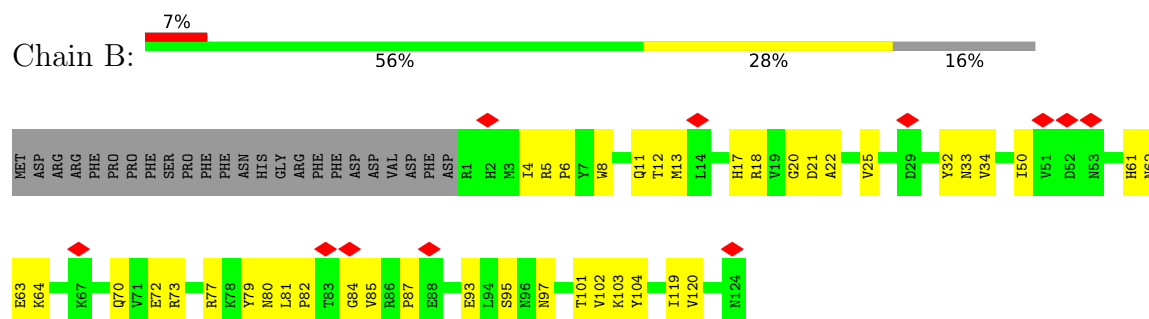 7%
Chain B:
56% 28% 16%
MET ASP ARG ARG PHE PRO PRO PHE SER PRO PHE PHE ASN HIS GLY ARG PHE PHE ASP ASP VAL ASP PHE ASP R1 H2 M3 I4 R5 P6 Y7 W8 Q11 T12 M13 L14 H17 R18 V19 G20 D21 A22 V25 D29 Y32 N33 V34 I50 V51 D52 N53 H61
E63 K64 K67 Q70 V71 E72 R73 R77 K78 Y79 N80 L81 P82 T83 G84 V85 R86 P87 E88 E93 L94 S95 N96 N97 T101 V102 K103 Y104 I119 V120 N124